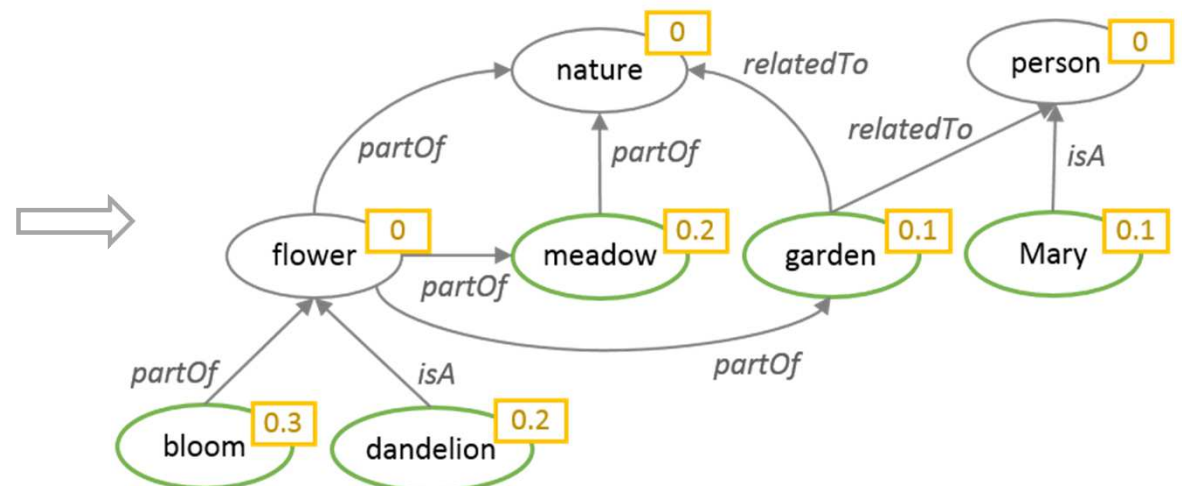 0
nature
relatedTo
0
person
partOf
partOf
relatedTo
isA
0
flower
0.2
meadow
0.1
garden
0.1
Mary
partOf
partOf
partOf
isA
0.3
bloom
0.2
dandelion